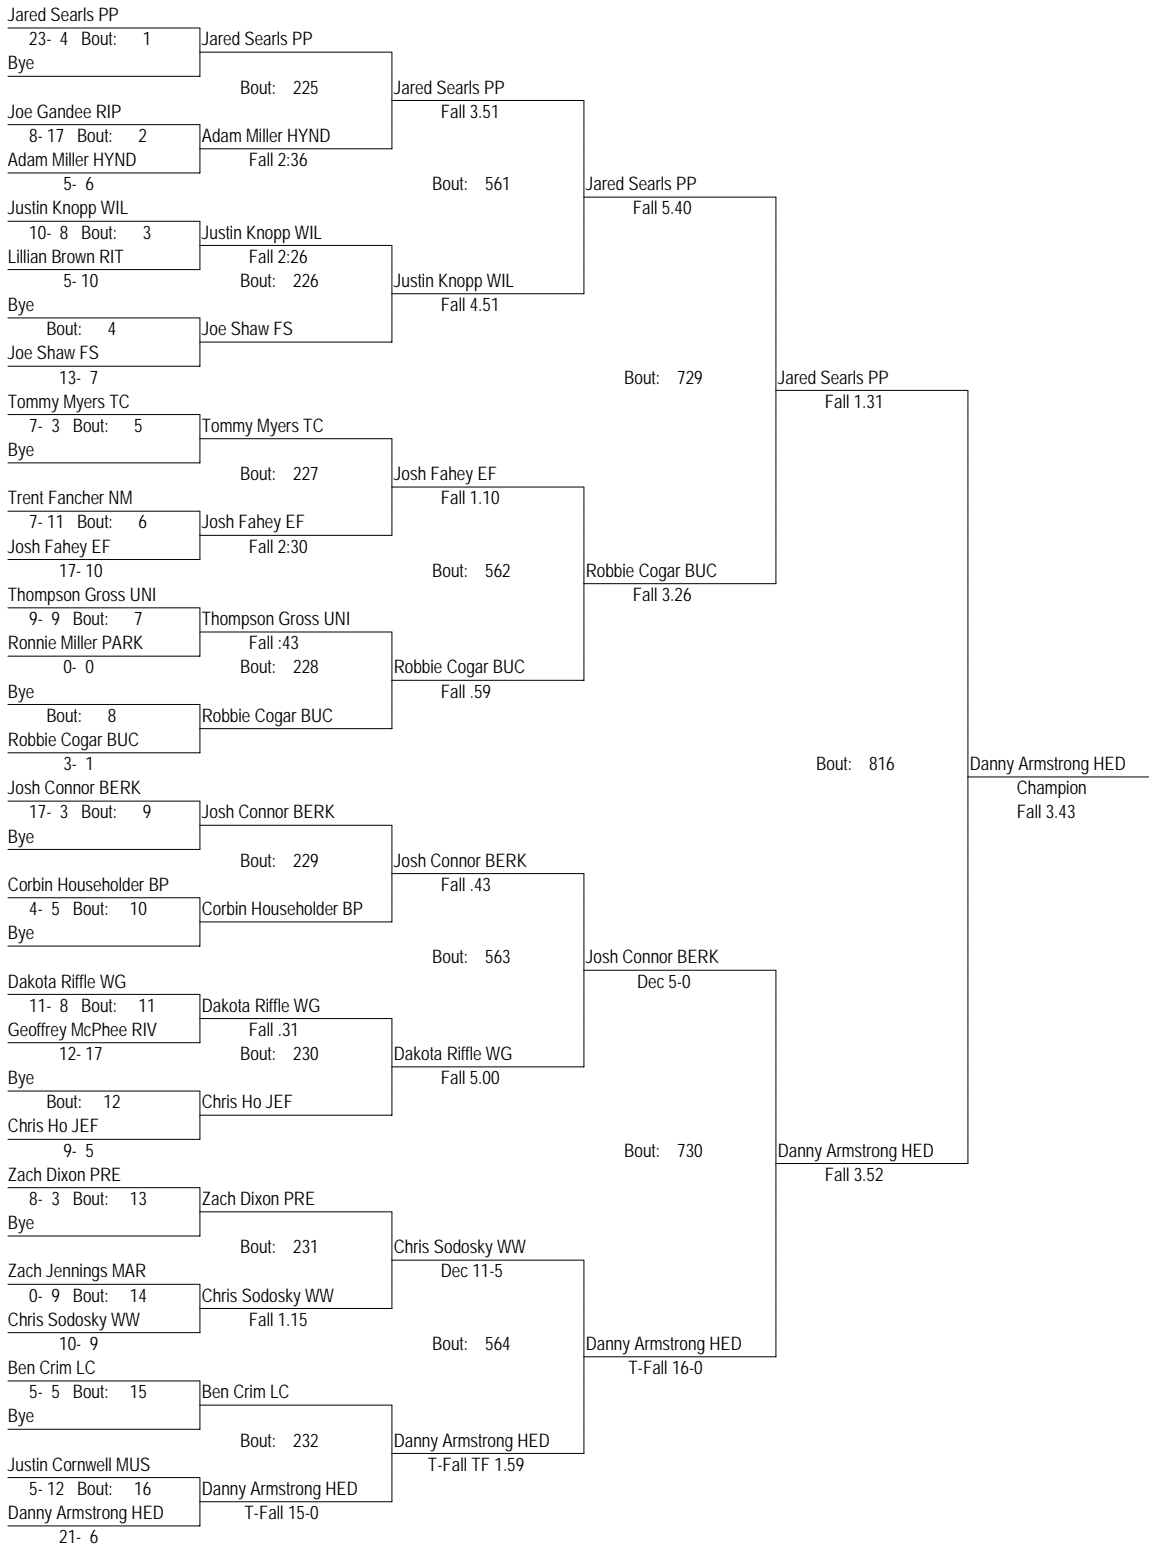 Jared Searls PP
23- 4 Bout: 1
Bye
Jared Searls PP
Bout: 225
Joe Gandee RIP
8- 17 Bout: 2
Adam Miller HYND
5- 6
Adam Miller HYND
Fall 2:36
Jared Searls PP
Fall 3.51
Bout: 561
Justin Knopp WIL
10- 8 Bout: 3
Lillian Brown RIT
5- 10
Justin Knopp WIL
Fall 2:26
Bout: 226
Bye
Bout: 4
Joe Shaw FS
13- 7
Joe Shaw FS
Justin Knopp WIL
Fall 4.51
Jared Searls PP
Fall 5.40
Bout: 729
Tommy Myers TC
7- 3 Bout: 5
Bye
Tommy Myers TC
Bout: 227
Trent Fancher NM
7- 11 Bout: 6
Josh Fahey EF
17- 10
Josh Fahey EF
Fall 2:30
Josh Fahey EF
Fall 1.10
Bout: 562
Thompson Gross UNI
9- 9 Bout: 7
Ronnie Miller PARK
0- 0
Thompson Gross UNI
Fall :43
Bout: 228
Bye
Bout: 8
Robbie Cogar BUC
3- 1
Robbie Cogar BUC
Robbie Cogar BUC
Fall .59
Robbie Cogar BUC
Fall 3.26
Jared Searls PP
Fall 1.31
Bout: 816
Josh Connor BERK
17- 3 Bout: 9
Bye
Josh Connor BERK
Bout: 229
Corbin Householder BP
4- 5 Bout: 10
Bye
Corbin Householder BP
Josh Connor BERK
Fall .43
Bout: 563
Dakota Riffle WG
11- 8 Bout: 11
Geoffrey McPhee RIV
12- 17
Dakota Riffle WG
Fall .31
Bout: 230
Bye
Bout: 12
Chris Ho JEF
9- 5
Chris Ho JEF
Dakota Riffle WG
Fall 5.00
Josh Connor BERK
Dec 5-0
Bout: 730
Zach Dixon PRE
8- 3 Bout: 13
Bye
Zach Dixon PRE
Bout: 231
Zach Jennings MAR
0- 9 Bout: 14
Chris Sodosky WW
10- 9
Chris Sodosky WW
Fall 1.15
Chris Sodosky WW
Dec 11-5
Bout: 564
Ben Crim LC
5- 5 Bout: 15
Bye
Ben Crim LC
Bout: 232
Justin Cornwell MUS
5- 12 Bout: 16
Danny Armstrong HED
21- 6
Danny Armstrong HED
T-Fall 15-0
Danny Armstrong HED
T-Fall TF 1.59
Danny Armstrong HED
T-Fall 16-0
Danny Armstrong HED
Fall 3.52
Danny Armstrong HED
Champion
Fall 3.43